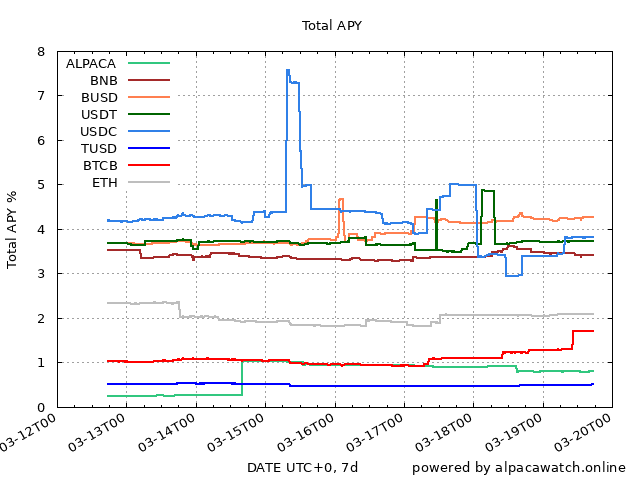 Total APY
ALPACA
BNB
BUSD
USDT
USDC
TUSD
BTCB
ETH
Total APY %
8
7
6
5
4
3
2
1
0
03-12T00 03-13T00 03-14T00 03-15T00 03-16T00 03-17T00 03-18T00 03-19T00 03-20T00
DATE UTC+0, 7d
powered by alpacawatch.online